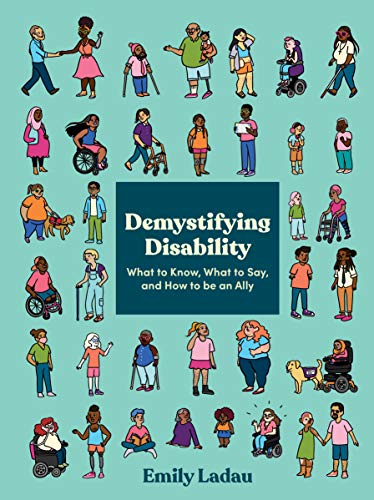 Demystifying
Disability
What to Know, What to Say,
and How to be an Ally
Emily Ladau